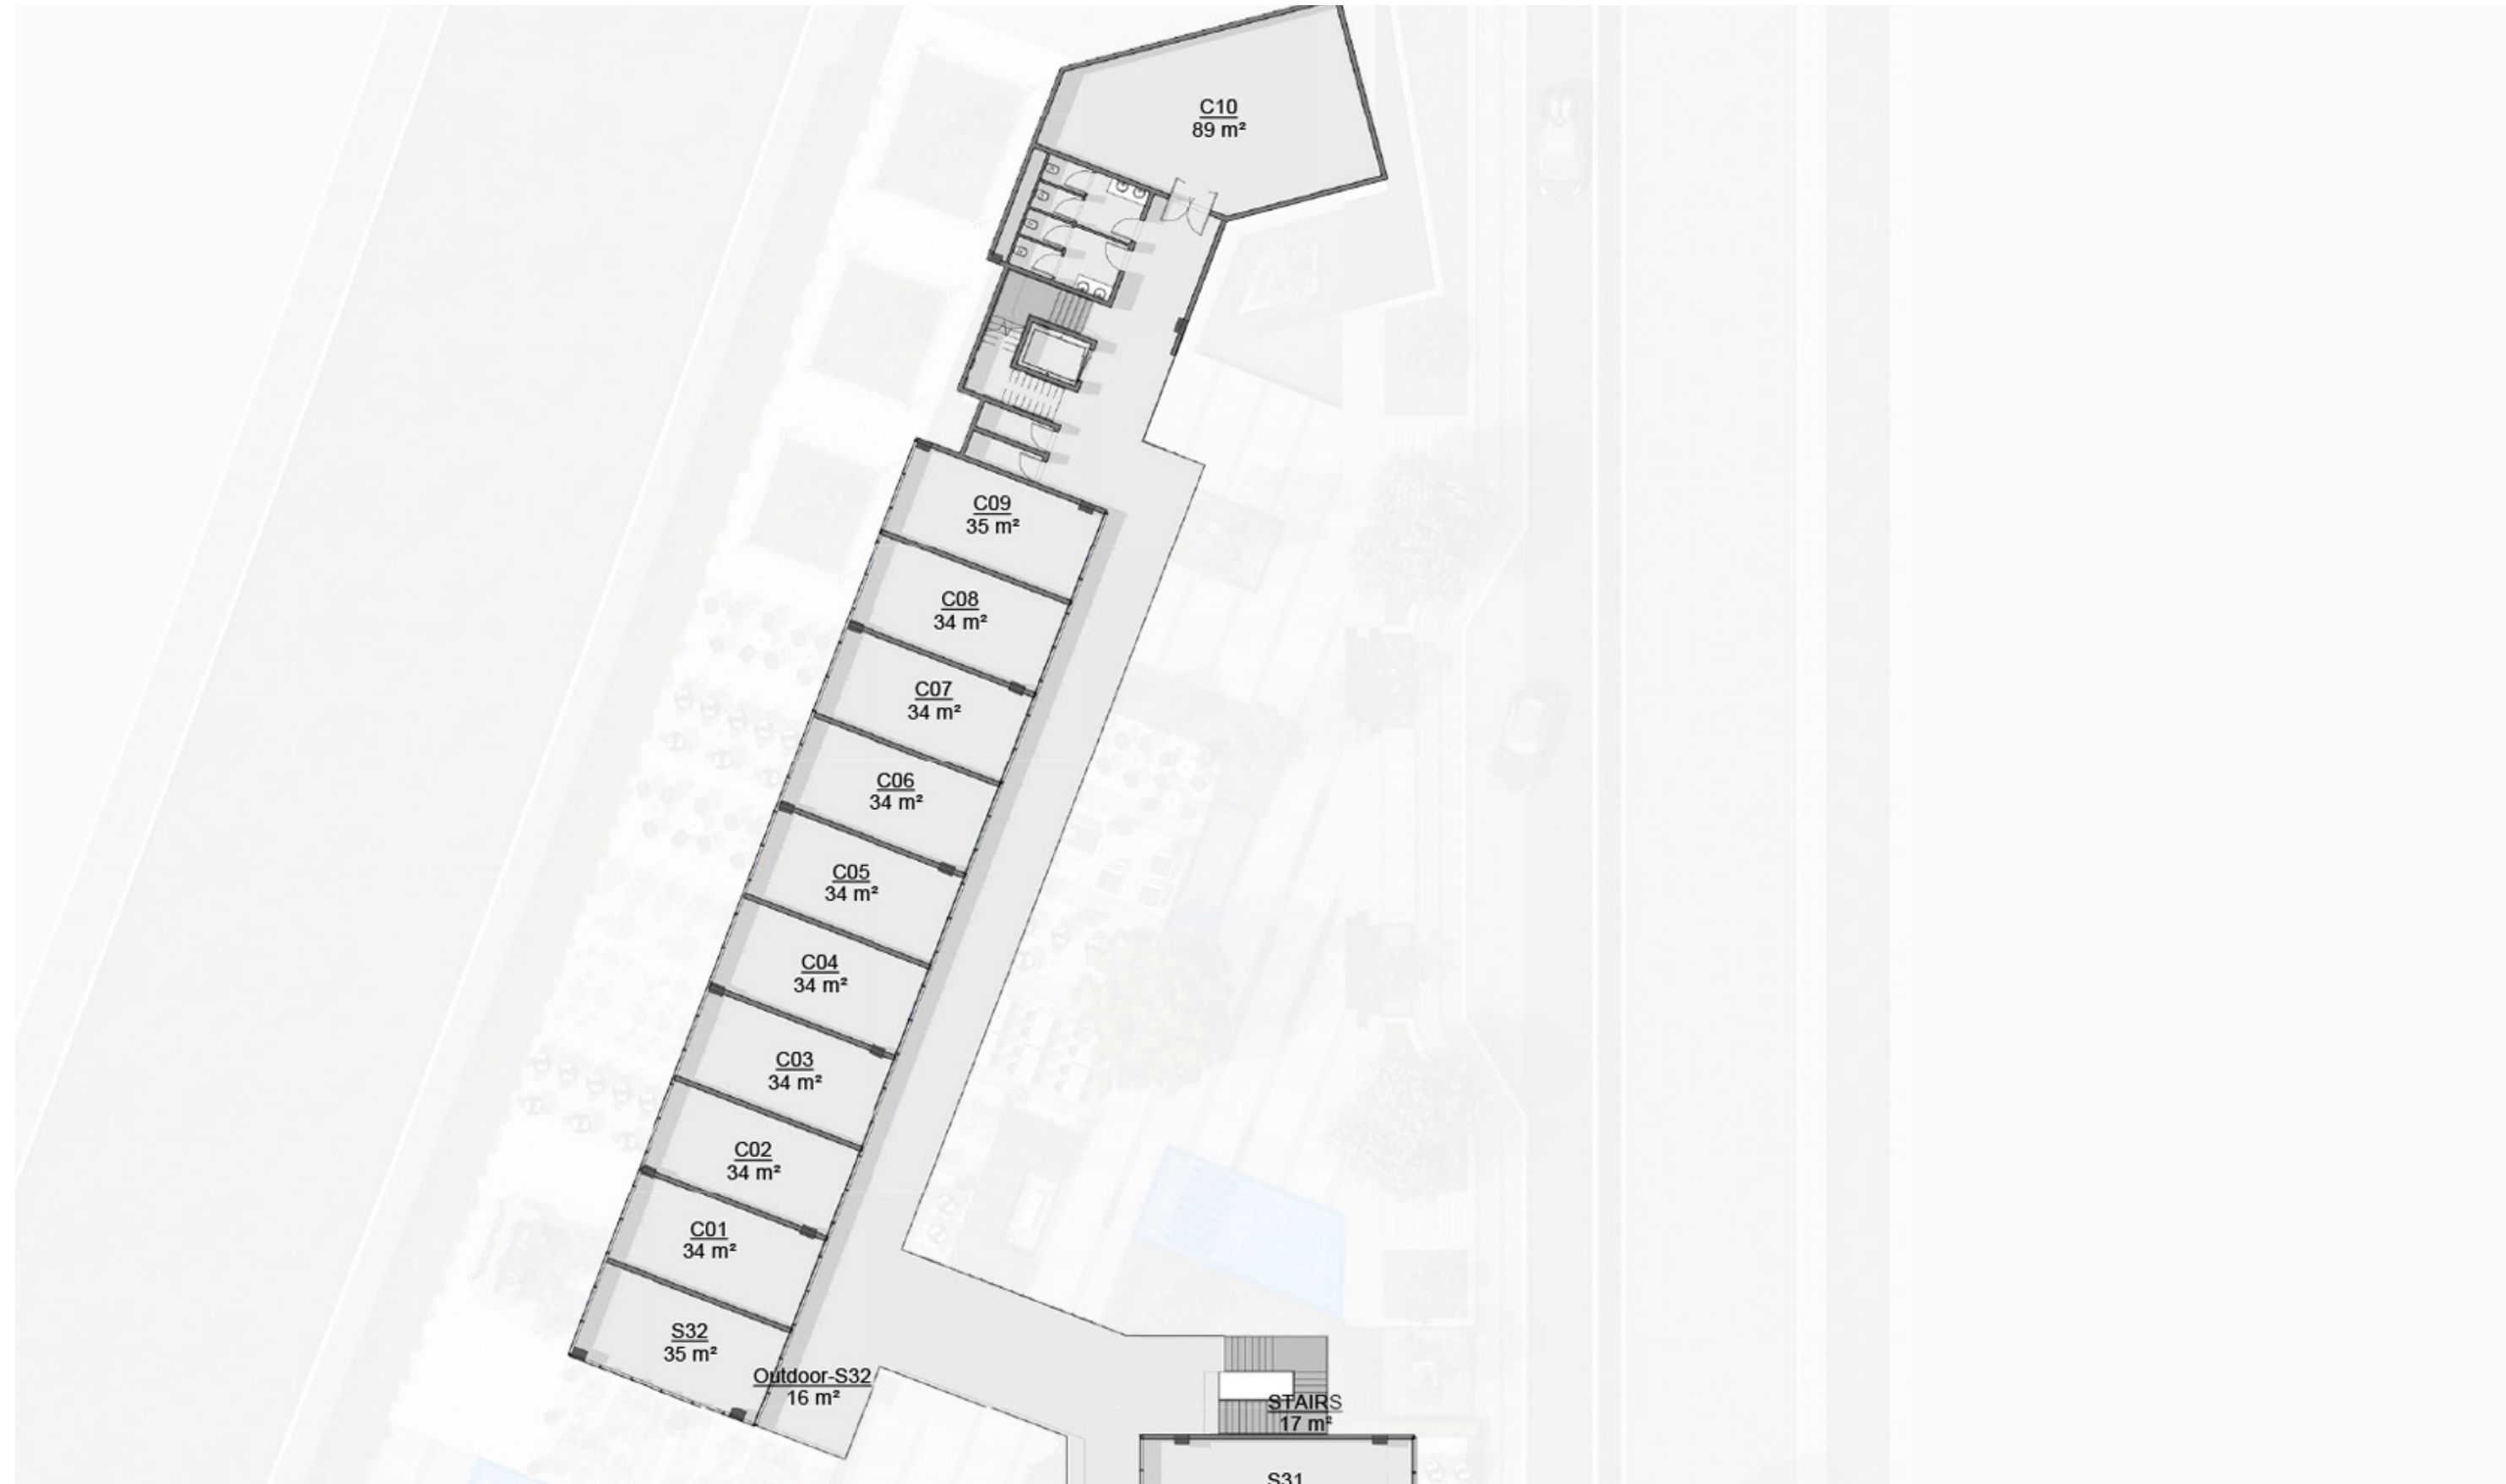 C10
89 m²
C09
35 m²
C08
34 m²
C07
34 m²
C06
34 m²
C05
34 m²
C04
34 m²
C03
34 m²
C02
34 m²
C01
34 m²
S32
35 m²
Outdoor-S32
16 m²
STAIRS
17 m²
S31